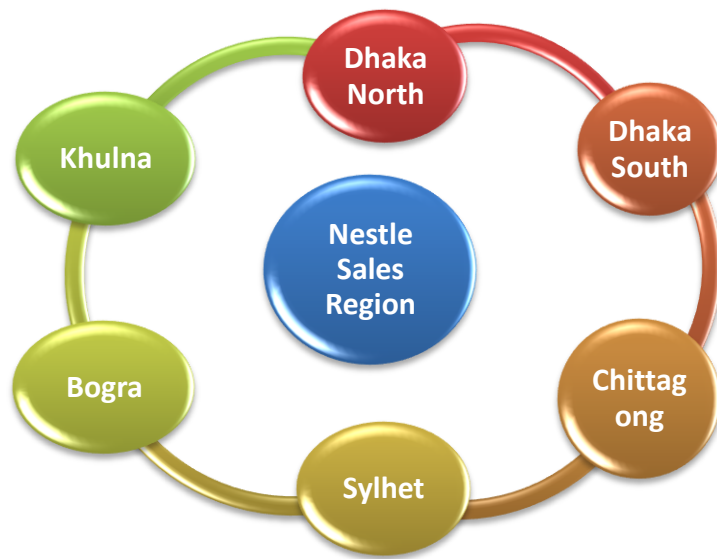 Dhaka
North
Dhaka
South
Khulna
Nestle
Sales
Region
Bogra
Chittag
ong
Sylhet